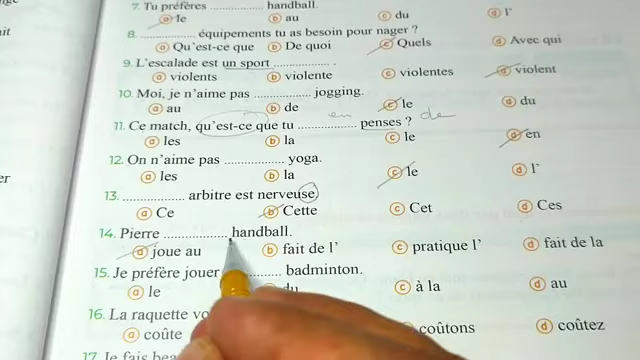 7. Tu préfères ............... handball.
ⓐ le ⓑ au ⓒ du ⓓ l'
8. ............... équipements tu as besoin pour nager ?
ⓐ Qu'est-ce que ⓑ De quoi ⓒ Quels ⓓ Avec qui
9. L'escalade est un sport ............... .
ⓐ violents ⓑ violente ⓒ violentes ⓓ violent
10. Moi, je n'aime pas ............... jogging.
ⓐ au ⓑ de ⓒ le ⓓ du
en de
11. Ce match, qu'est-ce que tu ............... penses ?
ⓐ les ⓑ la ⓒ le ⓓ en
12. On n'aime pas ............... yoga.
ⓐ les ⓑ la ⓒ le ⓓ l'
13. ............... arbitre est nerveuse
ⓐ Ce ⓑ Cette ⓒ Cet ⓓ Ces
14. Pierre ............... handball.
ⓐ joue au ⓑ fait de l' ⓒ pratique l' ⓓ fait de la
15. Je préfère jouer ............... badminton.
ⓐ le ⓑ du ⓒ à la ⓓ au
16. La raquette
ⓐ coûte coûtons ⓓ coûtez
17. Je fais